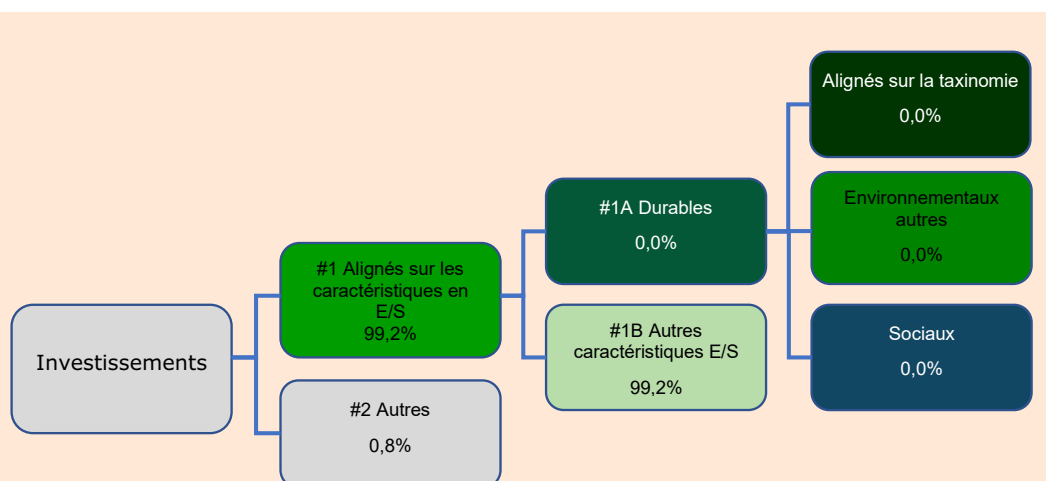 Investissements
#1 Alignés sur les
caractéristiques en
E/S
99,2%
#2 Autres
0,8%
#1A Durables
0,0%
#1B Autres
caractéristiques E/S
99,2%
Alignés sur la taxinomie
0,0%
Environnementaux
autres
0,0%
Sociaux
0,0%